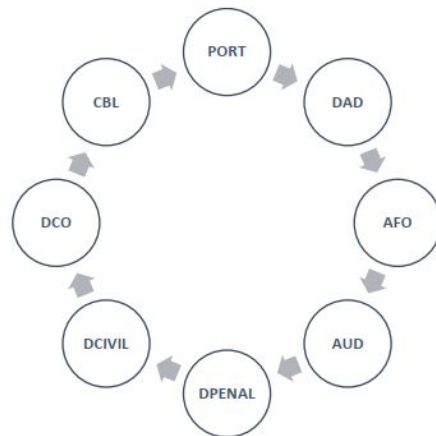 PORT
DAD
AFO
AUD
DPENAL
DCIVIL
DCO
CBL